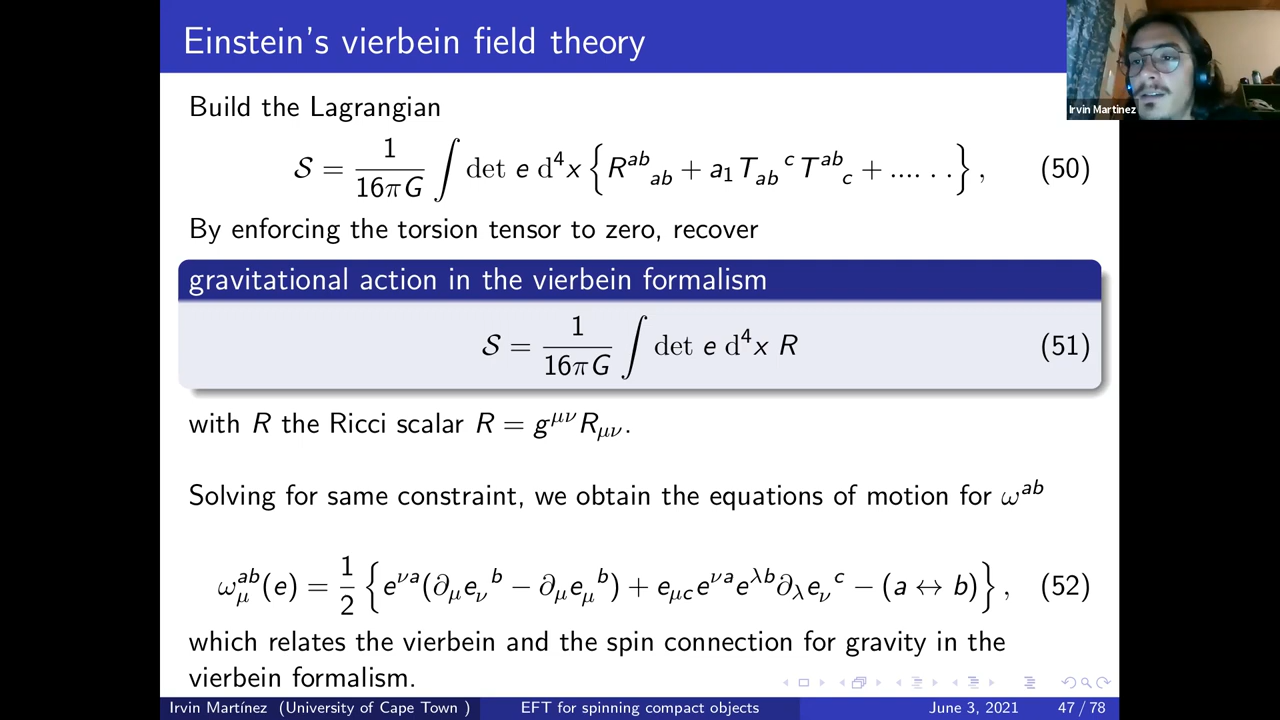 Einstein's vierbein field theory
Irvin Martinez
Build the Lagrangian
𝒮 = 1/(16πG) ∫ det e d⁴x { R^{ab}_{ab} + a₁ T_{ab}^c T^{ab}_c + ...... } , (50)
By enforcing the torsion tensor to zero, recover
gravitational action in the vierbein formalism
𝒮 = 1/(16πG) ∫ det e d⁴x R (51)
with R the Ricci scalar R = g^{μν} R_{μν}.
Solving for same constraint, we obtain the equations of motion for ω^{ab}
ω_μ^{ab}(e) = 1/2 { e^{νa}(∂_μ e_ν^b − ∂_μ e_μ^b) + e_{μc} e^{νa} e^{λb} ∂_λ e_ν^c − (a ↔ b) } , (52)
which relates the vierbein and the spin connection for gravity in the
vierbein formalism.
Irvin Martínez (University of Cape Town ) EFT for spinning compact objects June 3, 2021 47 / 78